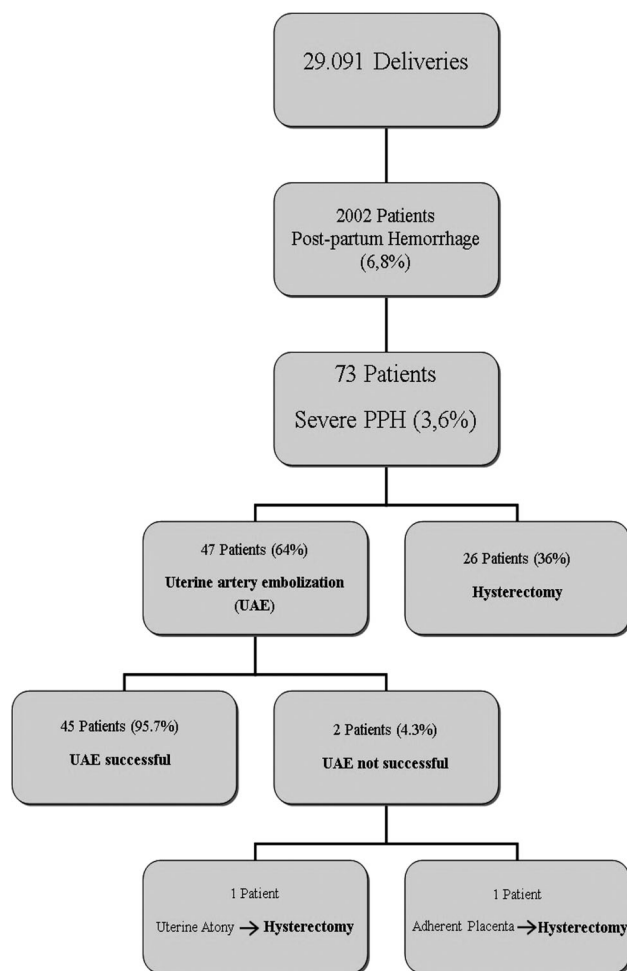 29.091 Deliveries
2002 Patients
Post-partum Hemorrhage
(6,8%)
73 Patients
Severe PPH (3,6%)
47 Patients (64%)
Uterine artery embolization
(UAE)
26 Patients (36%)
Hysterectomy
45 Patients (95.7%)
UAE successful
2 Patients (4.3%)
UAE not successful
1 Patient
Uterine Atony → Hysterectomy
1 Patient
Adherent Placenta → Hysterectomy